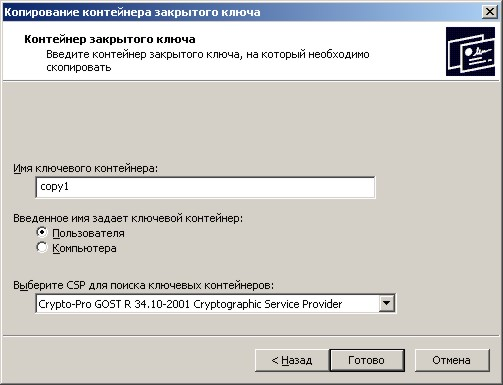 Копирование контейнера закрытого ключа
Контейнер закрытого ключа
Введите контейнер закрытого ключа, на который необходимо
скопировать
Имя ключевого контейнера:
copy1
Введенное имя задает ключевой контейнер:
Пользователя
Компьютера
Выберите CSP для поиска ключевых контейнеров:
Crypto-Pro GOST R 34.10-2001 Cryptographic Service Provider
< Назад Готово Отмена